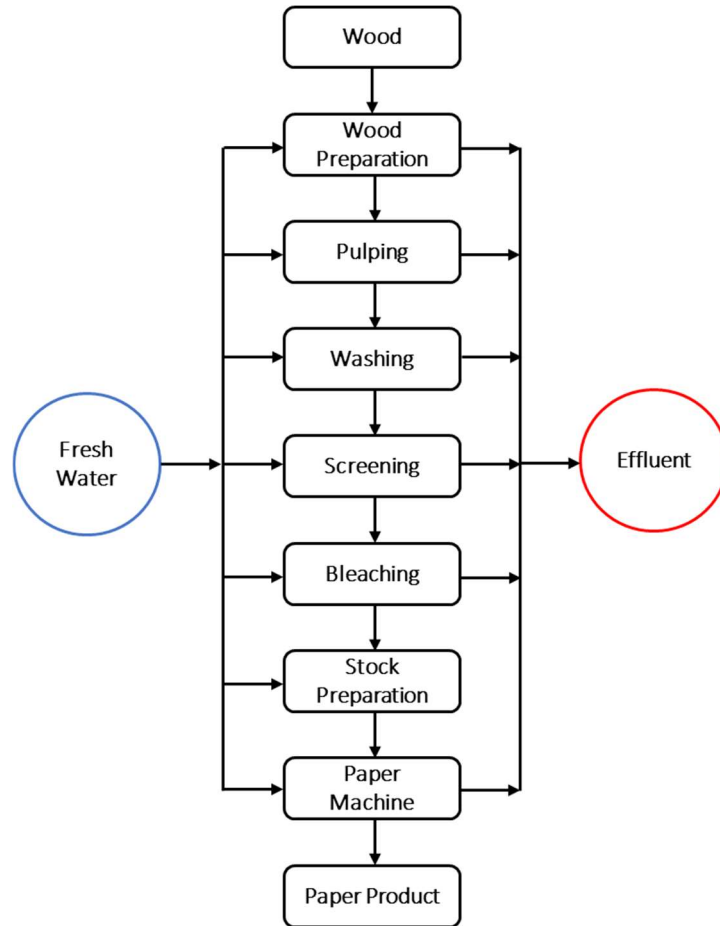 Wood
Wood
Preparation
Pulping
Washing
Fresh
Water
Screening
Effluent
Bleaching
Stock
Preparation
Paper
Machine
Paper Product